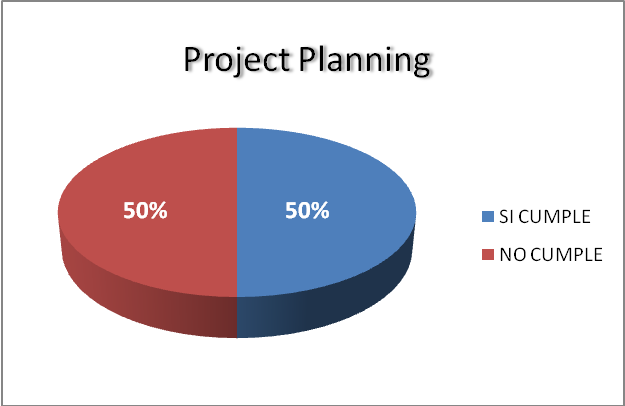 Project Planning
50%
50%
SI CUMPLE
NO CUMPLE